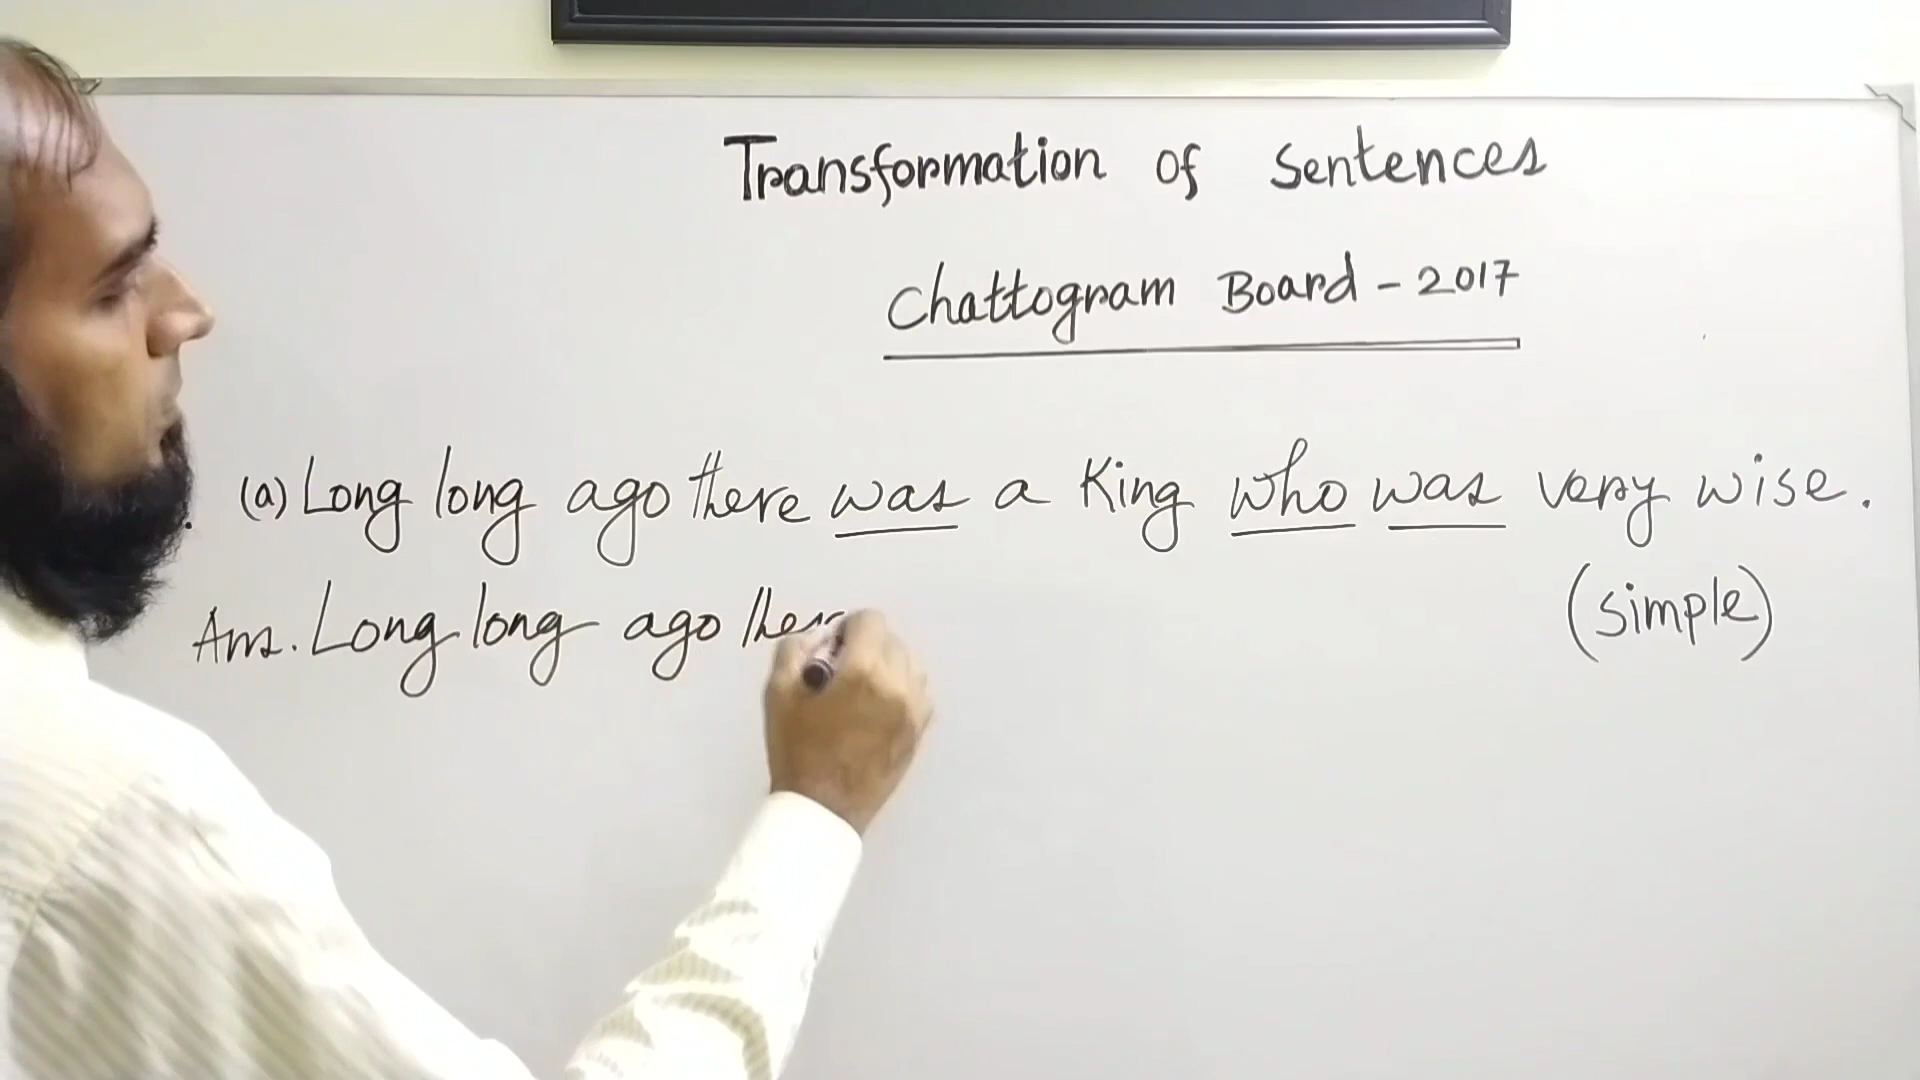 Transformation of Sentences
Chattogram Board - 2017
(a) Long long ago there was a King who was very wise.
(simple)
Ans. Long long ago ther